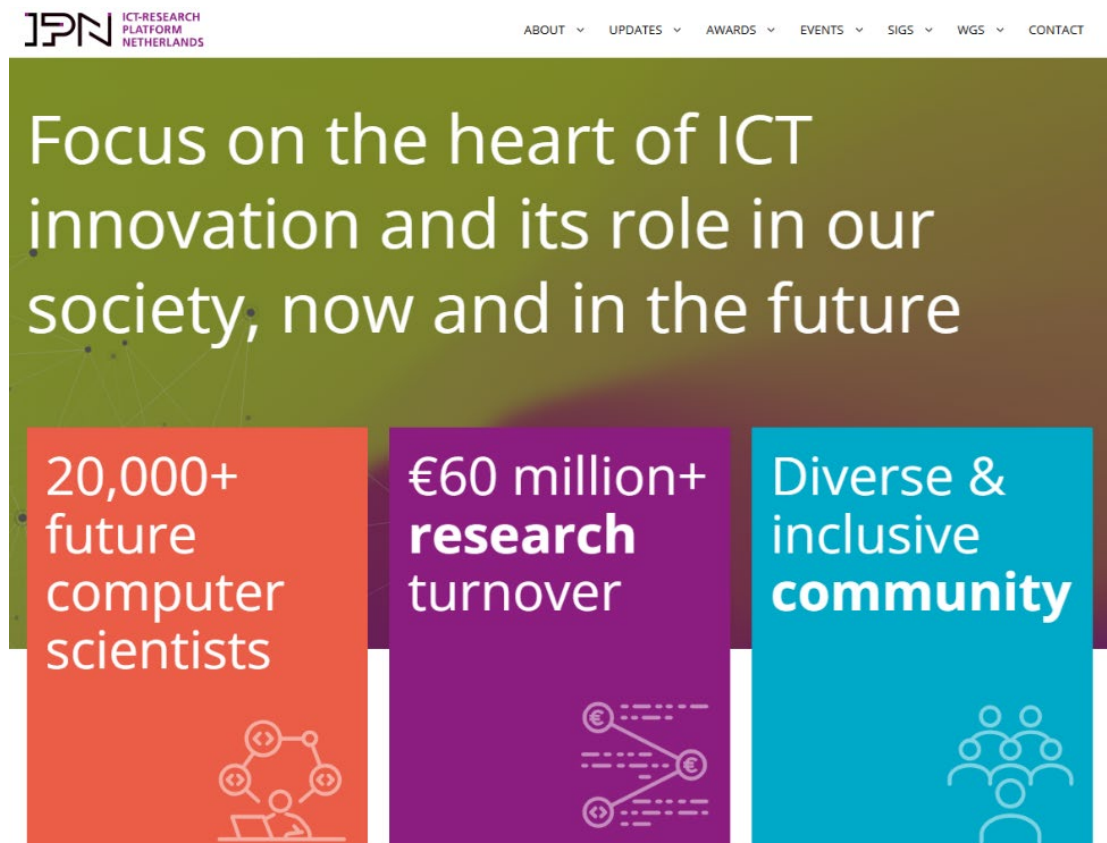 IPN ICT-RESEARCH
PLATFORM
NETHERLANDS
ABOUT UPDATES AWARDS EVENTS SIGS WGS CONTACT
Focus on the heart of ICT
innovation and its role in our
society, now and in the future
20,000+
future
computer
scientists
€60 million+
research
turnover
Diverse &
inclusive
community